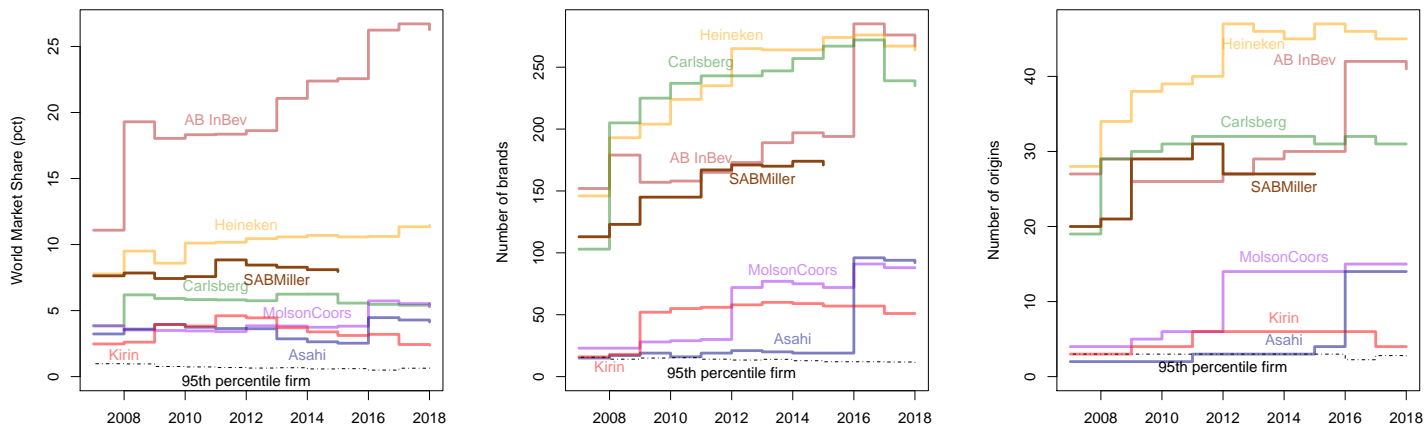 World Market Share (pct)
25
20
15
10
5
0
AB InBev
Heineken
SABMiller
Carlsberg
MolsonCoors
Kirin
Asahi
95th percentile firm
2008 2010 2012 2014 2016 2018
Number of brands
250
200
150
100
50
0
Heineken
Carlsberg
AB InBev
SABMiller
MolsonCoors
Asahi
Kirin
95th percentile firm
2008 2010 2012 2014 2016 2018
Number of origins
40
30
20
10
0
Heineken
AB InBev
Carlsberg
SABMiller
MolsonCoors
Kirin
Asahi
95th percentile firm
2008 2010 2012 2014 2016 2018